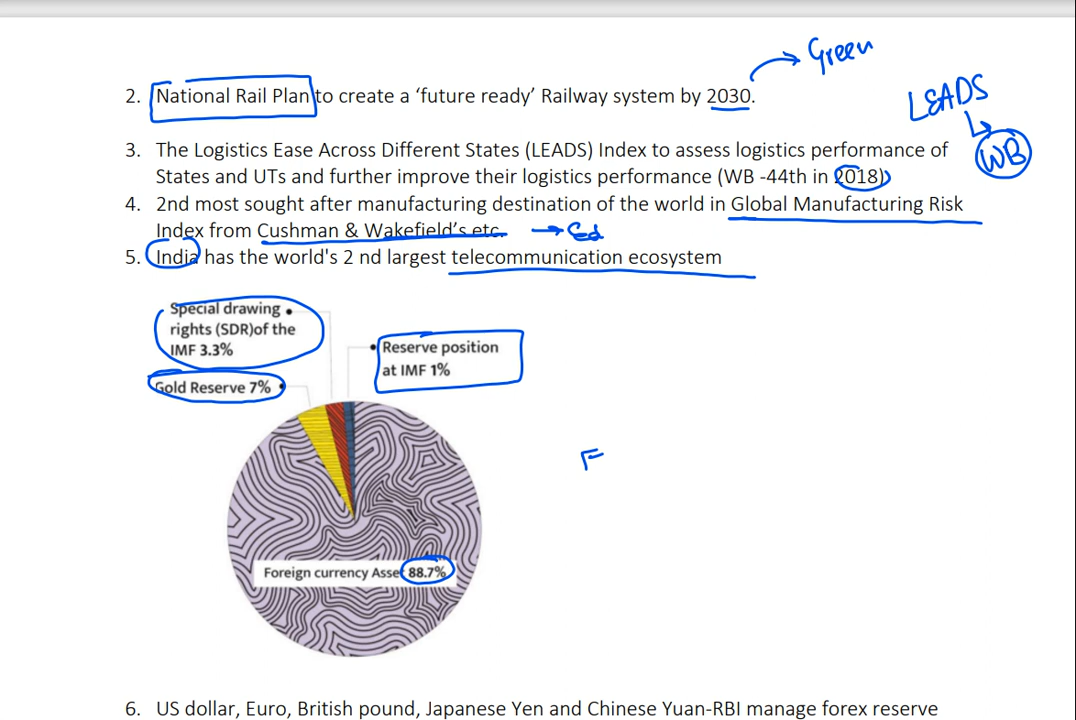 Green
2. National Rail Plan to create a ‘future ready’ Railway system by 2030.
LEADS
WB
3. The Logistics Ease Across Different States (LEADS) Index to assess logistics performance of
States and UTs and further improve their logistics performance (WB -44th in 2018)
4. 2nd most sought after manufacturing destination of the world in Global Manufacturing Risk
Index from Cushman & Wakefield’s etc.
5. India has the world's 2 nd largest telecommunication ecosystem
Special drawing
rights (SDR)of the
IMF 3.3%
Reserve position
at IMF 1%
Gold Reserve 7%
F
Foreign currency Asset 88.7%
6. US dollar, Euro, British pound, Japanese Yen and Chinese Yuan-RBI manage forex reserve